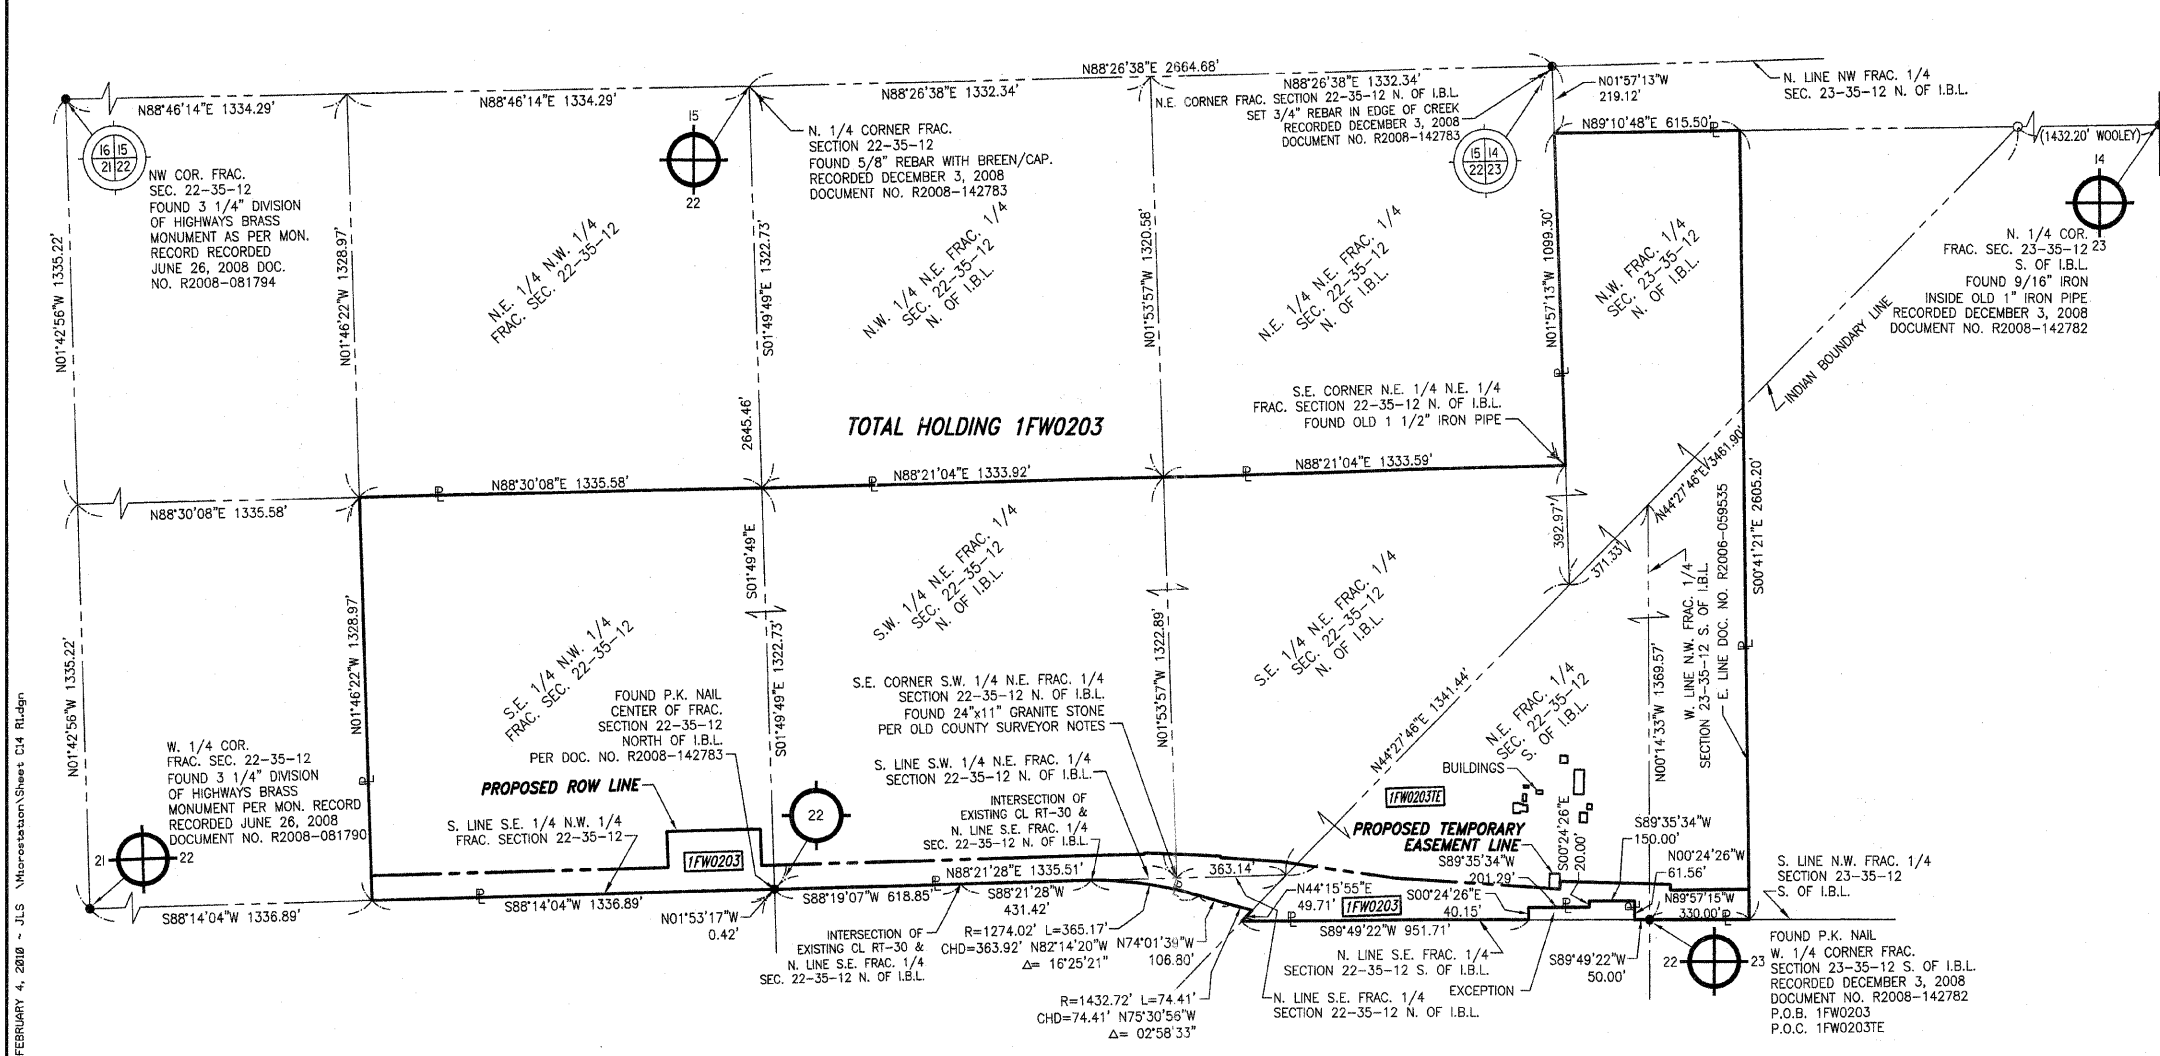 N88°26'38"E 2664.68'
N88°46'14"E 1334.29'
N88°46'14"E 1334.29'
N88°26'38"E 1332.34'
N88°26'38"E 1332.34'
N.E. CORNER FRAC. SECTION 22-35-12 N. OF I.B.L.
SET 3/4" REBAR IN EDGE OF CREEK
RECORDED DECEMBER 3, 2008
DOCUMENT NO. R2008-142783
N01°57'13"W
219.12'
N. LINE NW FRAC. 1/4
SEC. 23-35-12 N. OF I.B.L.
N89°10'48"E 615.50'
(1432.20' WOOLEY)
16 15
21 22
NW COR. FRAC.
SEC. 22-35-12
FOUND 3 1/4" DIVISION
OF HIGHWAYS BRASS
MONUMENT AS PER MON.
RECORD RECORDED
JUNE 26, 2008 DOC.
NO. R2008-081794
15
22
N. 1/4 CORNER FRAC.
SECTION 22-35-12
FOUND 5/8" REBAR WITH BREEN/CAP.
RECORDED DECEMBER 3, 2008
DOCUMENT NO. R2008-142783
15 14
22 23
14
23
N. 1/4 COR.
FRAC. SEC. 23-35-12
S. OF I.B.L.
FOUND 9/16" IRON
INSIDE OLD 1" IRON PIPE
RECORDED DECEMBER 3, 2008
DOCUMENT NO. R2008-142782
N01°42'56"W 1335.22'
N01°46'22"W 1328.97'
N.E. 1/4 N.W. 1/4
FRAC. SEC. 22-35-12
S01°49'49"E 1322.73'
2645.46'
N.W. 1/4 N.E. FRAC. 1/4
SEC. 22-35-12
N. OF I.B.L.
N01°53'57"W 1320.58'
N.E. 1/4 N.E. FRAC. 1/4
SEC. 22-35-12
N. OF I.B.L.
N01°57'13"W 1099.30'
N.W. FRAC. 1/4
SEC. 23-35-12
N. OF I.B.L.
INDIAN BOUNDARY LINE
S.E. CORNER N.E. 1/4 N.E. 1/4
FRAC. SECTION 22-35-12 N. OF I.B.L.
FOUND OLD 1 1/2" IRON PIPE
TOTAL HOLDING 1FW0203
N88°30'08"E 1335.58'
N88°30'08"E 1335.58'
N88°21'04"E 1333.92'
N88°21'04"E 1333.59'
392.97'
371.33'
N44°27'46"E 3461.90'
S00°41'21"E 2605.20'
E. LINE DOC. NO. R2006-059535
W. LINE N.W. FRAC. 1/4
SECTION 23-35-12 S. OF I.B.L.
N00°14'33"W 1369.57'
N01°42'56"W 1335.22'
N01°46'22"W 1328.97'
S.E. 1/4 N.W. 1/4
FRAC. SEC. 22-35-12
S01°49'49"E
S01°49'49"E 1322.73'
S.W. 1/4 N.E. FRAC. 1/4
SEC. 22-35-12
N. OF I.B.L.
N01°53'57"W 1322.89'
S.E. 1/4 N.E. FRAC. 1/4
SEC. 22-35-12
N. OF I.B.L.
N44°27'46"E 1341.44'
N.E. FRAC. 1/4
SEC. 22-35-12
S. OF I.B.L.
W. 1/4 COR.
FRAC. SEC. 22-35-12
FOUND 3 1/4" DIVISION
OF HIGHWAYS BRASS
MONUMENT PER MON. RECORD
RECORDED JUNE 26, 2008
DOCUMENT NO. R2008-081790
21 22
FOUND P.K. NAIL
CENTER OF FRAC.
SECTION 22-35-12
NORTH OF I.B.L.
PER DOC. NO. R2008-142783
PROPOSED ROW LINE
S. LINE S.E. 1/4 N.W. 1/4
FRAC. SECTION 22-35-12
1FW0203
22
S.E. CORNER S.W. 1/4 N.E. FRAC. 1/4
SECTION 22-35-12 N. OF I.B.L.
FOUND 24"x11" GRANITE STONE
PER OLD COUNTY SURVEYOR NOTES
S. LINE S.W. 1/4 N.E. FRAC. 1/4
SECTION 22-35-12 N. OF I.B.L.
INTERSECTION OF
EXISTING CL RT-30 &
N. LINE S.E. FRAC. 1/4
SEC. 22-35-12 N. OF I.B.L.
BUILDINGS
1FW0203TE
PROPOSED TEMPORARY
EASEMENT LINE
S00°24'26"E
20.00'
S89°35'34"W
150.00'
S89°35'34"W
201.29'
N00°24'26"W
61.56'
S00°24'26"E
40.15'
N89°57'15"W
330.00'
S. LINE N.W. FRAC. 1/4
SECTION 23-35-12
S. OF I.B.L.
N88°21'28"E 1335.51'
363.14'
N44°15'55"E
49.71'
1FW0203
S88°14'04"W 1336.89'
S88°14'04"W 1336.89'
N01°53'17"W
0.42'
S88°19'07"W 618.85'
S88°21'28"W
431.42'
INTERSECTION OF
EXISTING CL RT-30 &
N. LINE S.E. FRAC. 1/4
SEC. 22-35-12 N. OF I.B.L.
R=1274.02' L=365.17'
CHD=363.92' N82°14'20"W
Δ= 16°25'21"
N74°01'39"W
106.80'
R=1432.72' L=74.41'
CHD=74.41' N75°30'56"W
Δ= 02°58'33"
S89°49'22"W 951.71'
N. LINE S.E. FRAC. 1/4
SECTION 22-35-12 S. OF I.B.L.
EXCEPTION
N. LINE S.E. FRAC. 1/4
SECTION 22-35-12 N. OF I.B.L.
S89°49'22"W
50.00'
22 23
FOUND P.K. NAIL
W. 1/4 CORNER FRAC.
SECTION 23-35-12 S. OF I.B.L.
RECORDED DECEMBER 3, 2008
DOCUMENT NO. R2008-142782
P.O.B. 1FW0203
P.O.C. 1FW0203TE
FEBRUARY 4, 2010 ~ JLS \Microstation\Sheet C14 R1.dgn